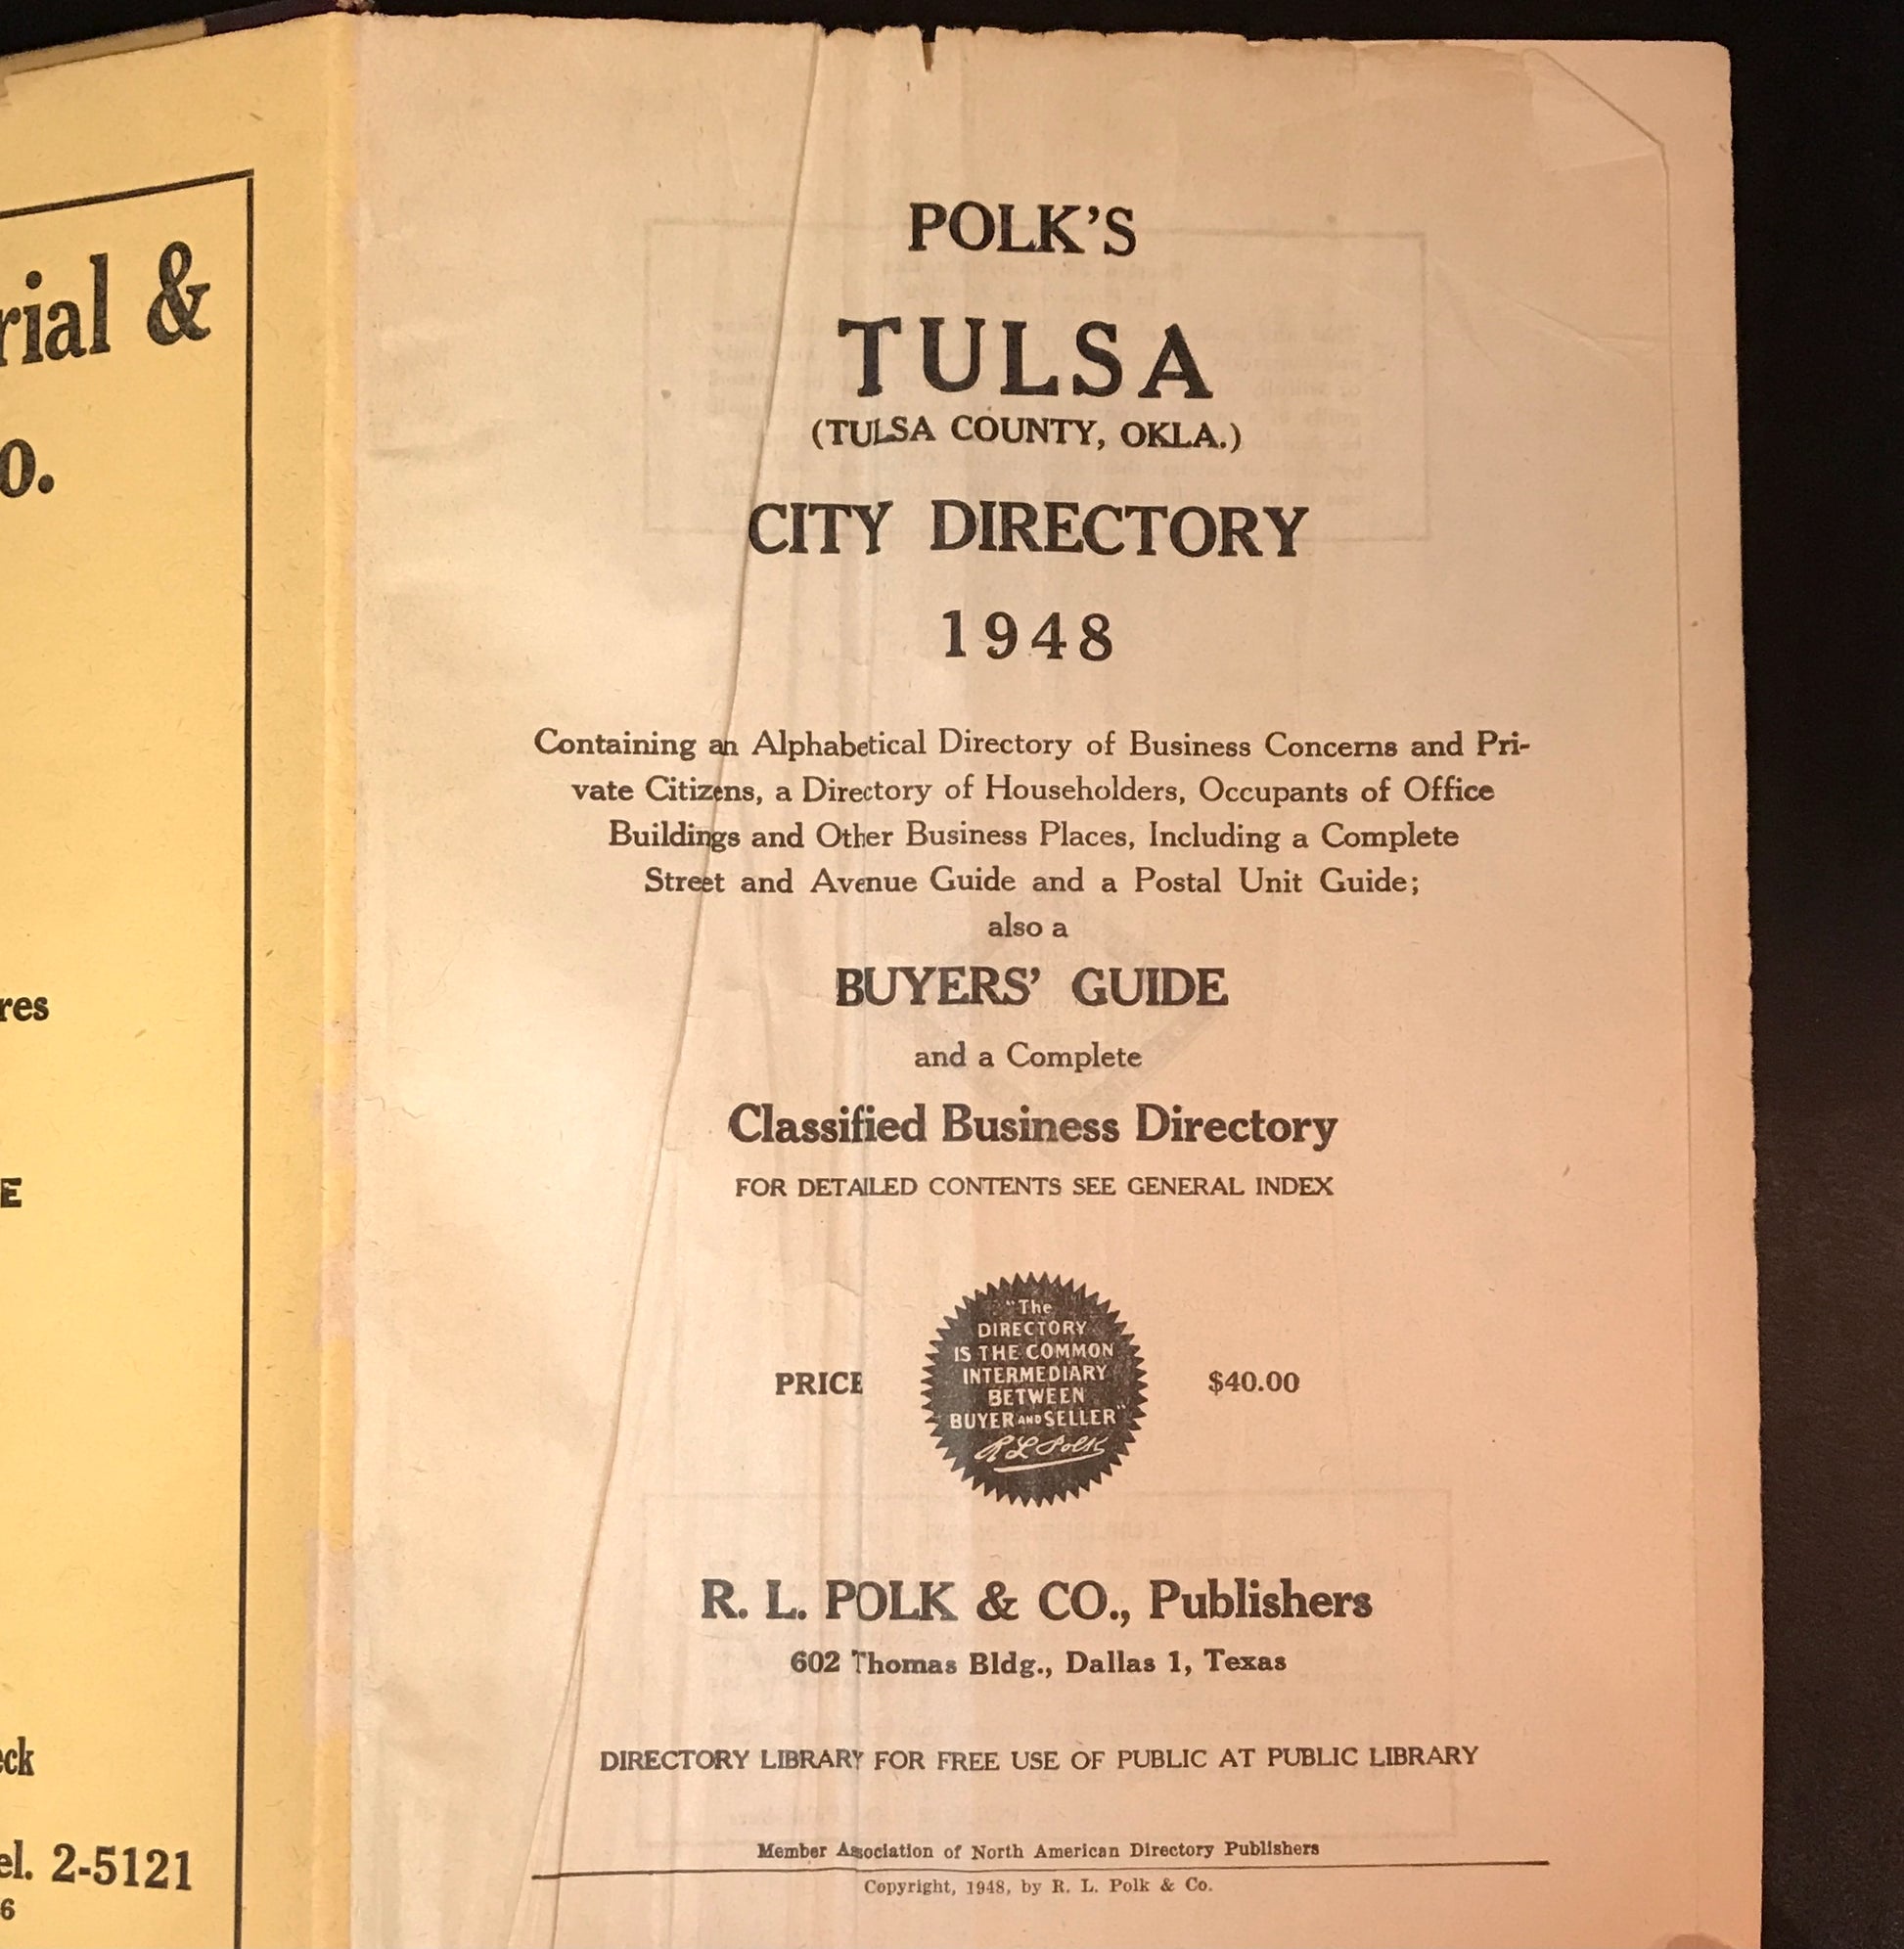 rial &
o.
res
E
ck
el. 2-5121
6
POLK'S
TULSA
(TULSA COUNTY, OKLA.)
CITY DIRECTORY
1948
Containing an Alphabetical Directory of Business Concerns and Pri-
vate Citizens, a Directory of Householders, Occupants of Office
Buildings and Other Business Places, Including a Complete
Street and Avenue Guide and a Postal Unit Guide;
also a
BUYERS' GUIDE
and a Complete
Classified Business Directory
FOR DETAILED CONTENTS SEE GENERAL INDEX
PRICE
"The
DIRECTORY
IS THE COMMON
INTERMEDIARY
BETWEEN
BUYER AND SELLER"
R L Polk
$40.00
R. L. POLK & CO., Publishers
602 Thomas Bldg., Dallas 1, Texas
DIRECTORY LIBRARY FOR FREE USE OF PUBLIC AT PUBLIC LIBRARY
Member Association of North American Directory Publishers
Copyright, 1948, by R. L. Polk & Co.